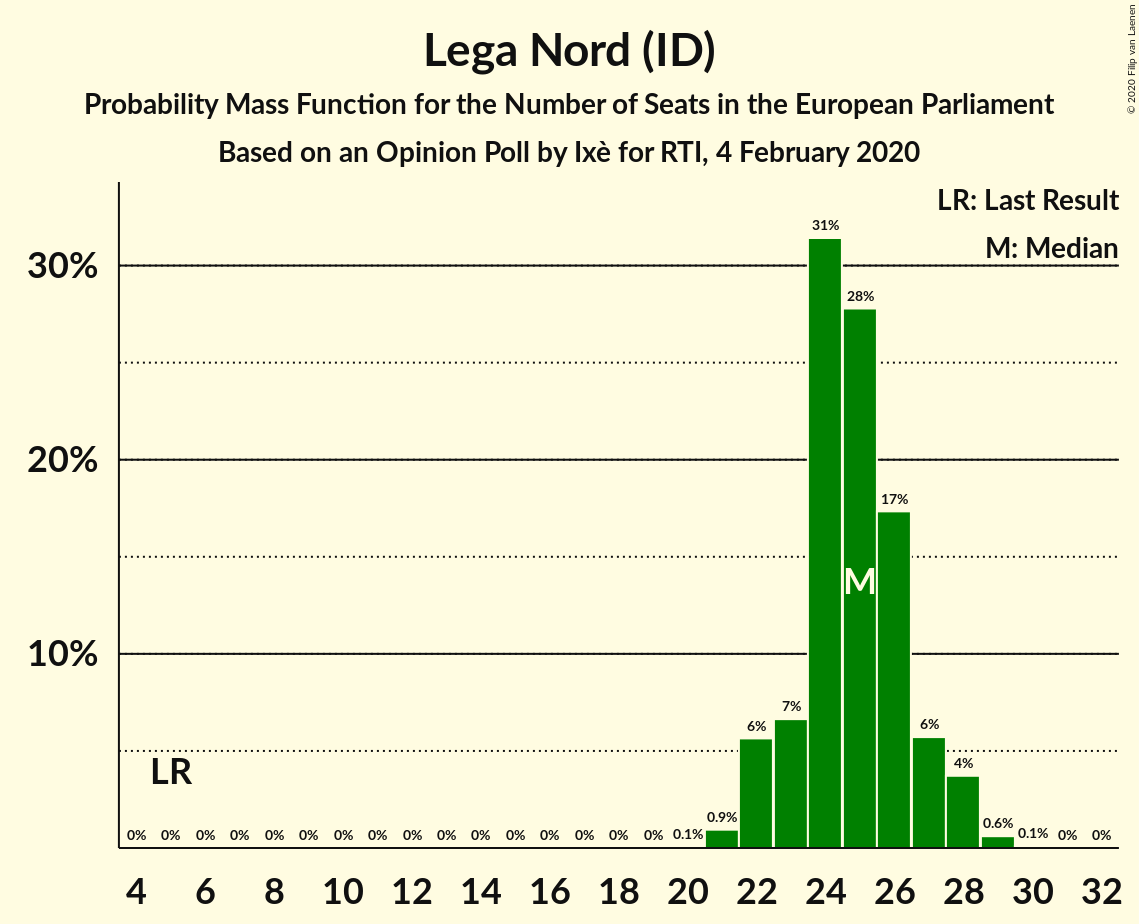 Lega Nord (ID)
Probability Mass Function for the Number of Seats in the European Parliament
Based on an Opinion Poll by Ixè for RTI, 4 February 2020
© 2020 Filip van Laenen
LR: Last Result
M: Median
30%
20%
10%
31%
28%
17%
M
7%
6%
6%
4%
LR
0% 0% 0% 0% 0% 0% 0% 0% 0% 0% 0% 0% 0% 0% 0% 0% 0.1% 0.9% 0.6% 0.1% 0% 0%
4 6 8 10 12 14 16 18 20 22 24 26 28 30 32